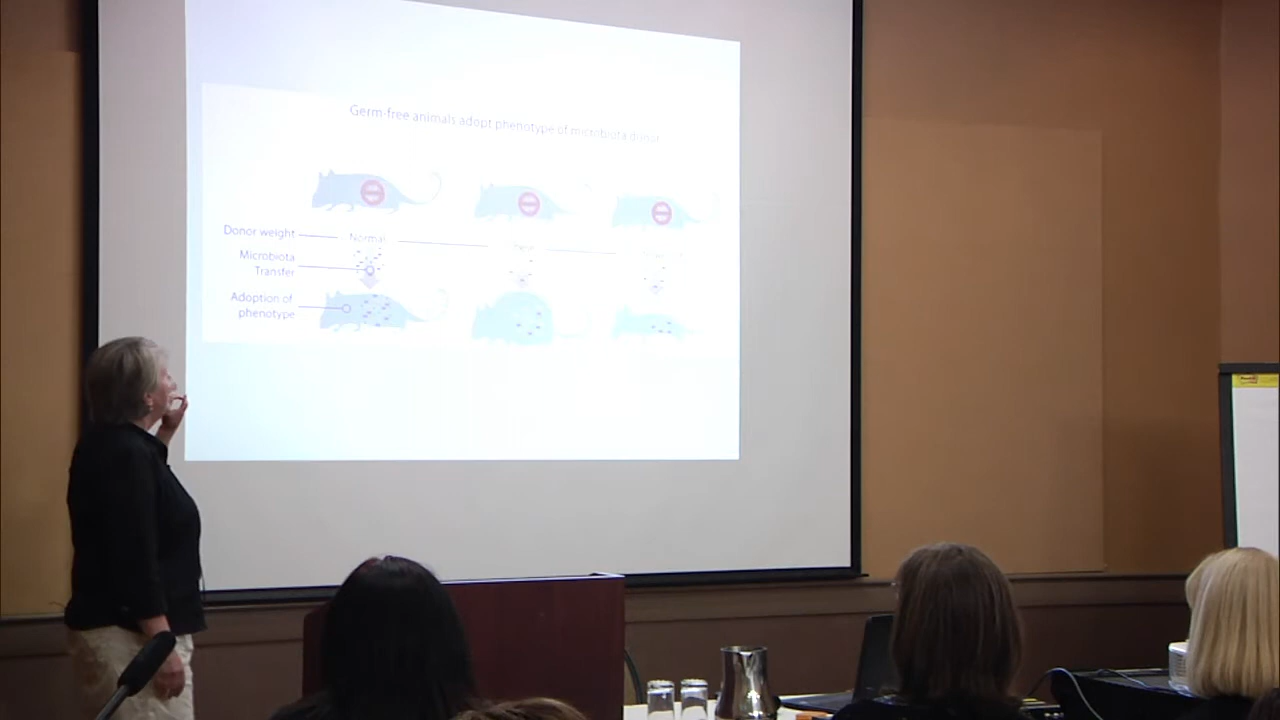 Germ-free animals adopt phenotype of microbiota donor
Donor weight
Normal
Microbiota
Transfer
Adoption of
phenotype